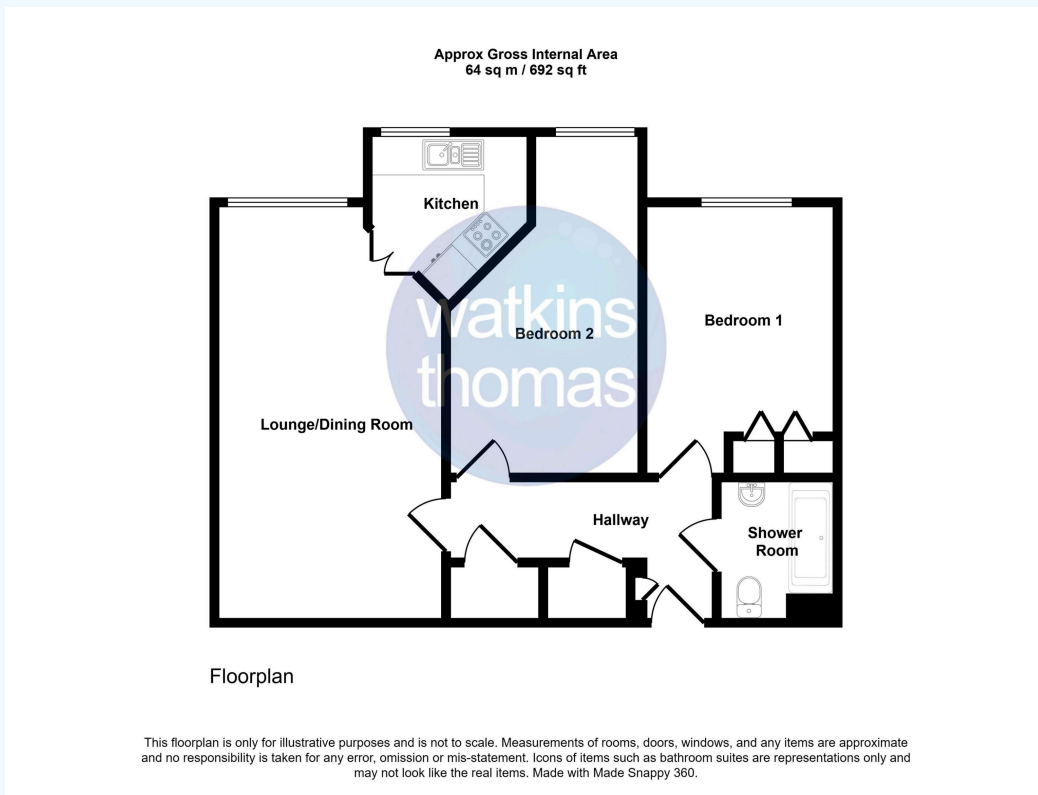 Approx Gross Internal Area
64 sq m / 692 sq ft
Kitchen
watkins
thomas
Bedroom 2
Bedroom 1
Lounge/Dining Room
Hallway
Shower
Room
Floorplan
This floorplan is only for illustrative purposes and is not to scale. Measurements of rooms, doors, windows, and any items are approximate
and no responsibility is taken for any error, omission or mis-statement. Icons of items such as bathroom suites are representations only and
may not look like the real items. Made with Made Snappy 360.